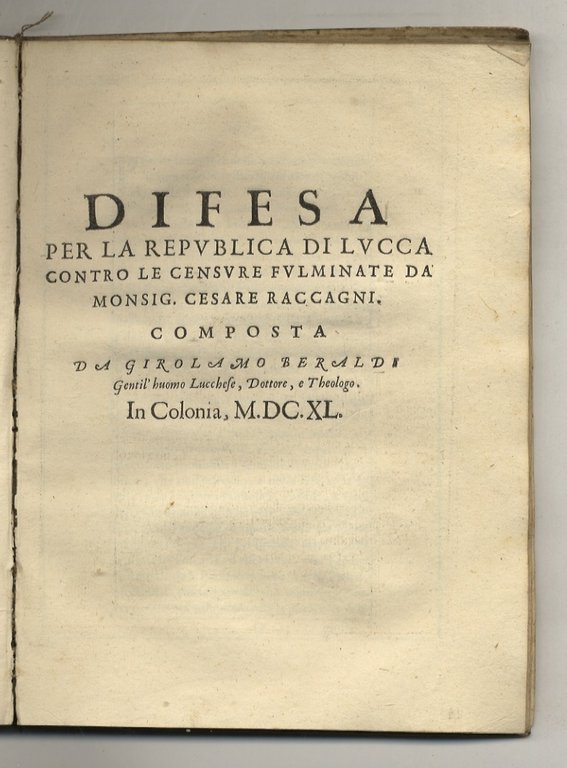 DIFESA
PER LA REPVBLICA DI LVCCA
CONTRO LE CENSVRE FVLMINATE DA'
MONSIG. CESARE RACCAGNI.
COMPOSTA
DA GIROLAMO BERALDI
Gentil'huomo Lucchese, Dottore, e Theologo.
In Colonia, M.DC.XL.